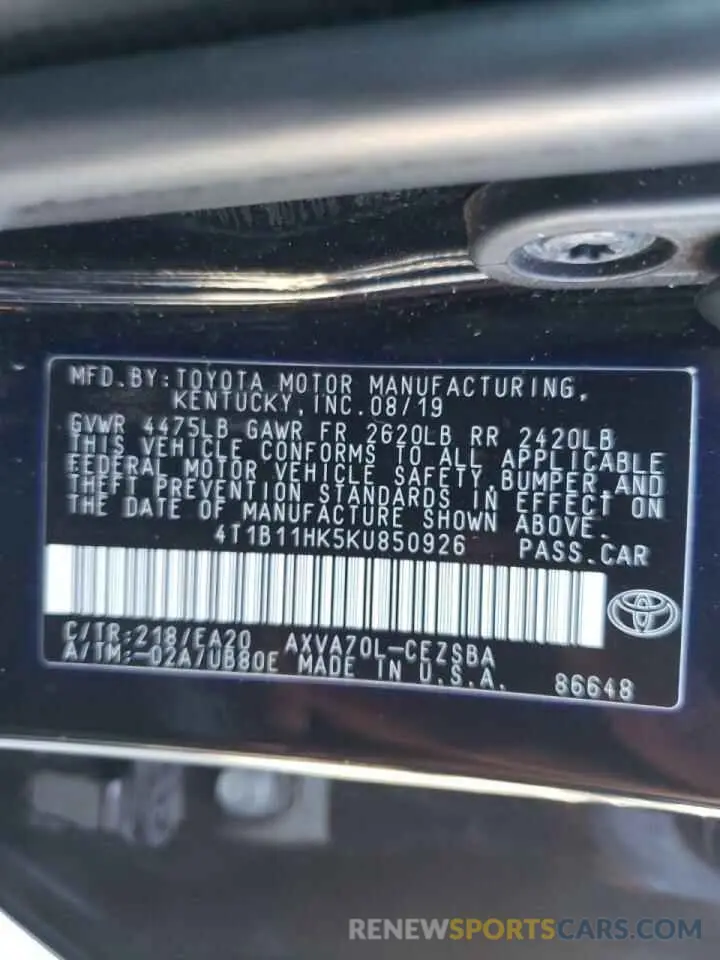 MFD.BY:TOYOTA MOTOR MANUFACTURING,
KENTUCKY,INC.08/19
GVWR 4475LB GAWR FR 2620LB RR 2420LB
THIS VEHICLE CONFORMS TO ALL APPLICABLE
FEDERAL MOTOR VEHICLE SAFETY,BUMPER,AND
THEFT PREVENTION STANDARDS IN EFFECT ON
THE DATE OF MANUFACTURE SHOWN ABOVE.
4T1B11HK5KU850926 PASS.CAR
C/TR:218/EA20 AXVA70L-CEZSBA
A/TM:-02A/UB80E MADE IN U.S.A. 86648
RENEWSPORTSCARS.COM